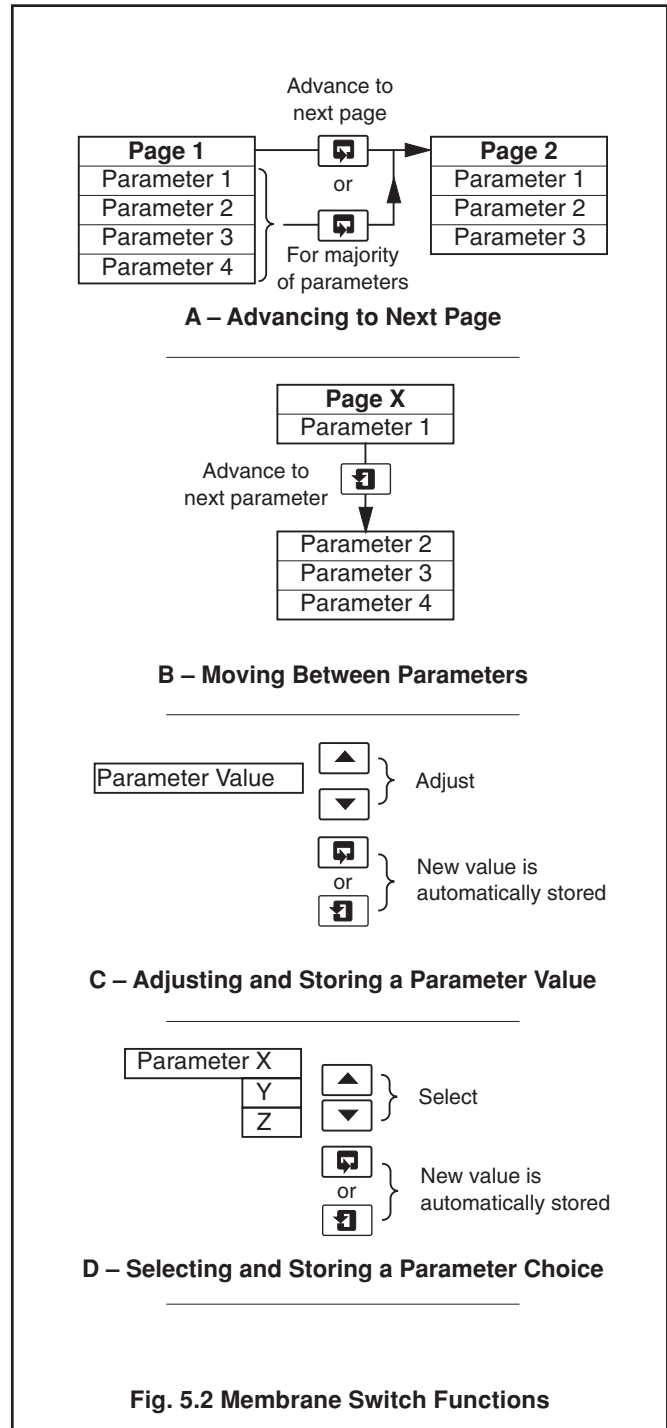 Advance to
next page
Page 1
Parameter 1
Parameter 2
Parameter 3
Parameter 4
or
For majority
of parameters
Page 2
Parameter 1
Parameter 2
Parameter 3
A – Advancing to Next Page
Page X
Parameter 1
Advance to
next parameter
Parameter 2
Parameter 3
Parameter 4
B – Moving Between Parameters
Parameter Value
Adjust
or
New value is
automatically stored
C – Adjusting and Storing a Parameter Value
Parameter X
Y
Z
Select
or
New value is
automatically stored
D – Selecting and Storing a Parameter Choice
Fig. 5.2 Membrane Switch Functions